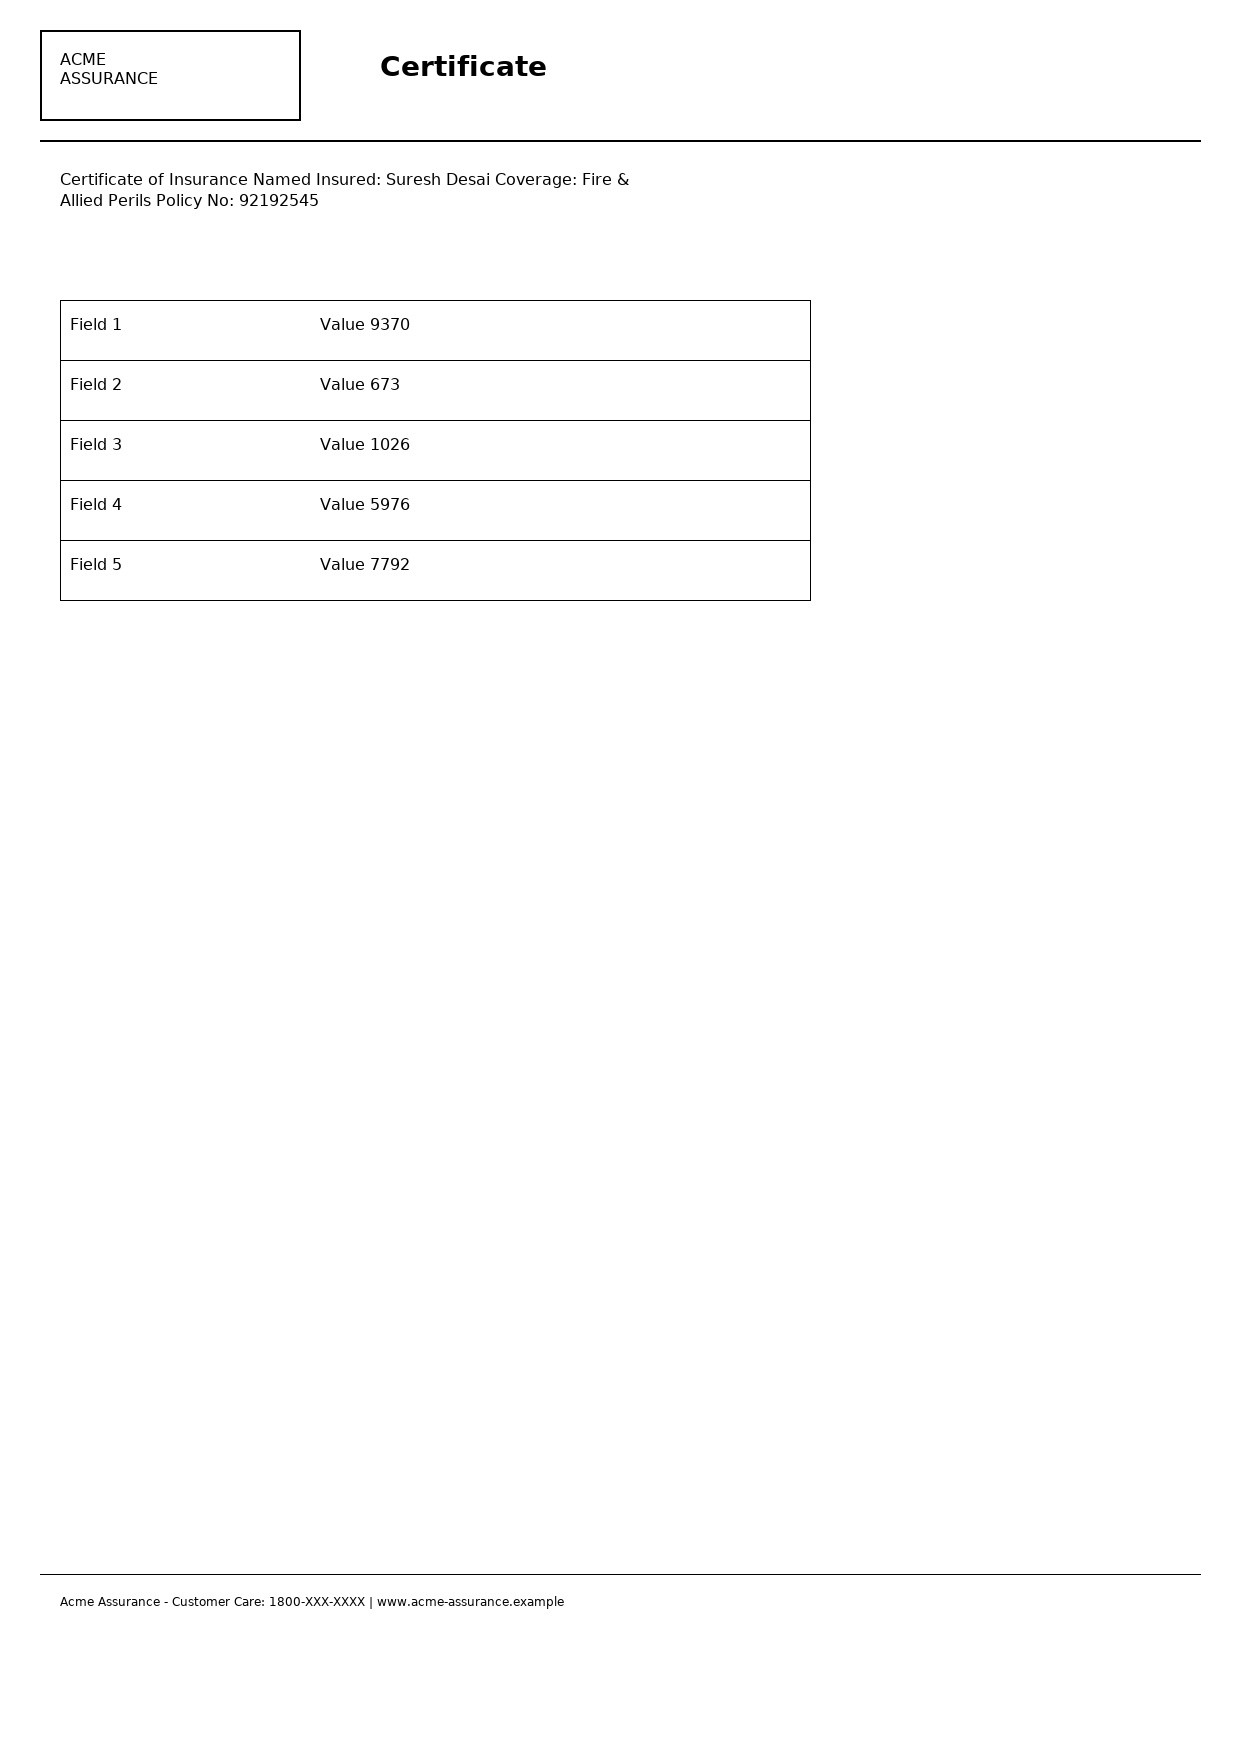 ACME
ASSURANCE
Certificate
Certificate of Insurance Named Insured: Suresh Desai Coverage: Fire &
Allied Perils Policy No: 92192545
Field 1 Value 9370
Field 2 Value 673
Field 3 Value 1026
Field 4 Value 5976
Field 5 Value 7792
Acme Assurance - Customer Care: 1800-XXX-XXXX | www.acme-assurance.example